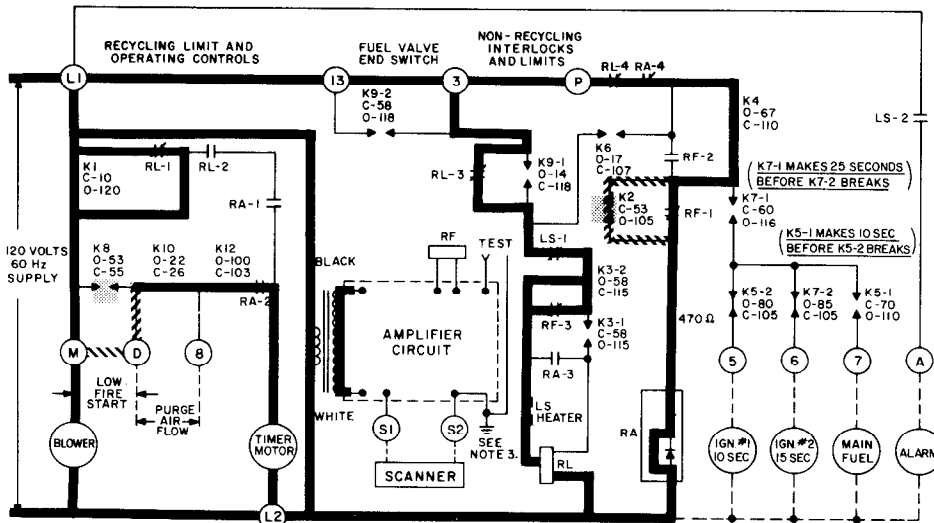 RECYCLING LIMIT AND
OPERATING CONTROLS
FUEL VALVE
END SWITCH
NON-RECYCLING
INTERLOCKS
AND LIMITS
L1
13
3
P
RL-4
RA-4
K9-2
C-58
O-118
K4
O-67
C-110
LS-2
K1
C-10
O-120
RL-1
RL-2
RL-3
K9-1
O-14
C-118
K6
O-17
C-107
RF-2
(K7-1 MAKES 25 SECONDS
BEFORE K7-2 BREAKS)
RA-1
K2
C-53
O-105
RF-1
K7-1
C-60
O-116
(K5-1 MAKES 10 SEC
BEFORE K5-2 BREAKS)
120 VOLTS
60 Hz
SUPPLY
K8
O-53
C-55
K10
O-22
C-26
K12
O-100
C-103
RA-2
BLACK
RF
TEST
LS-1
K3-2
O-58
C-115
RF-3
K3-1
C-58
O-115
470Ω
K5-2
O-80
C-105
K7-2
O-85
C-105
K5-1
C-70
O-110
AMPLIFIER
CIRCUIT
M
D
8
5
6
7
A
LOW
FIRE
START
PURGE
AIR
FLOW
RA-3
LS
HEATER
WHITE
S1
S2
SEE
NOTE 3.
RA
BLOWER
TIMER
MOTOR
SCANNER
RL
IGN #1
10 SEC
IGN #2
15 SEC
MAIN
FUEL
ALARM
L2